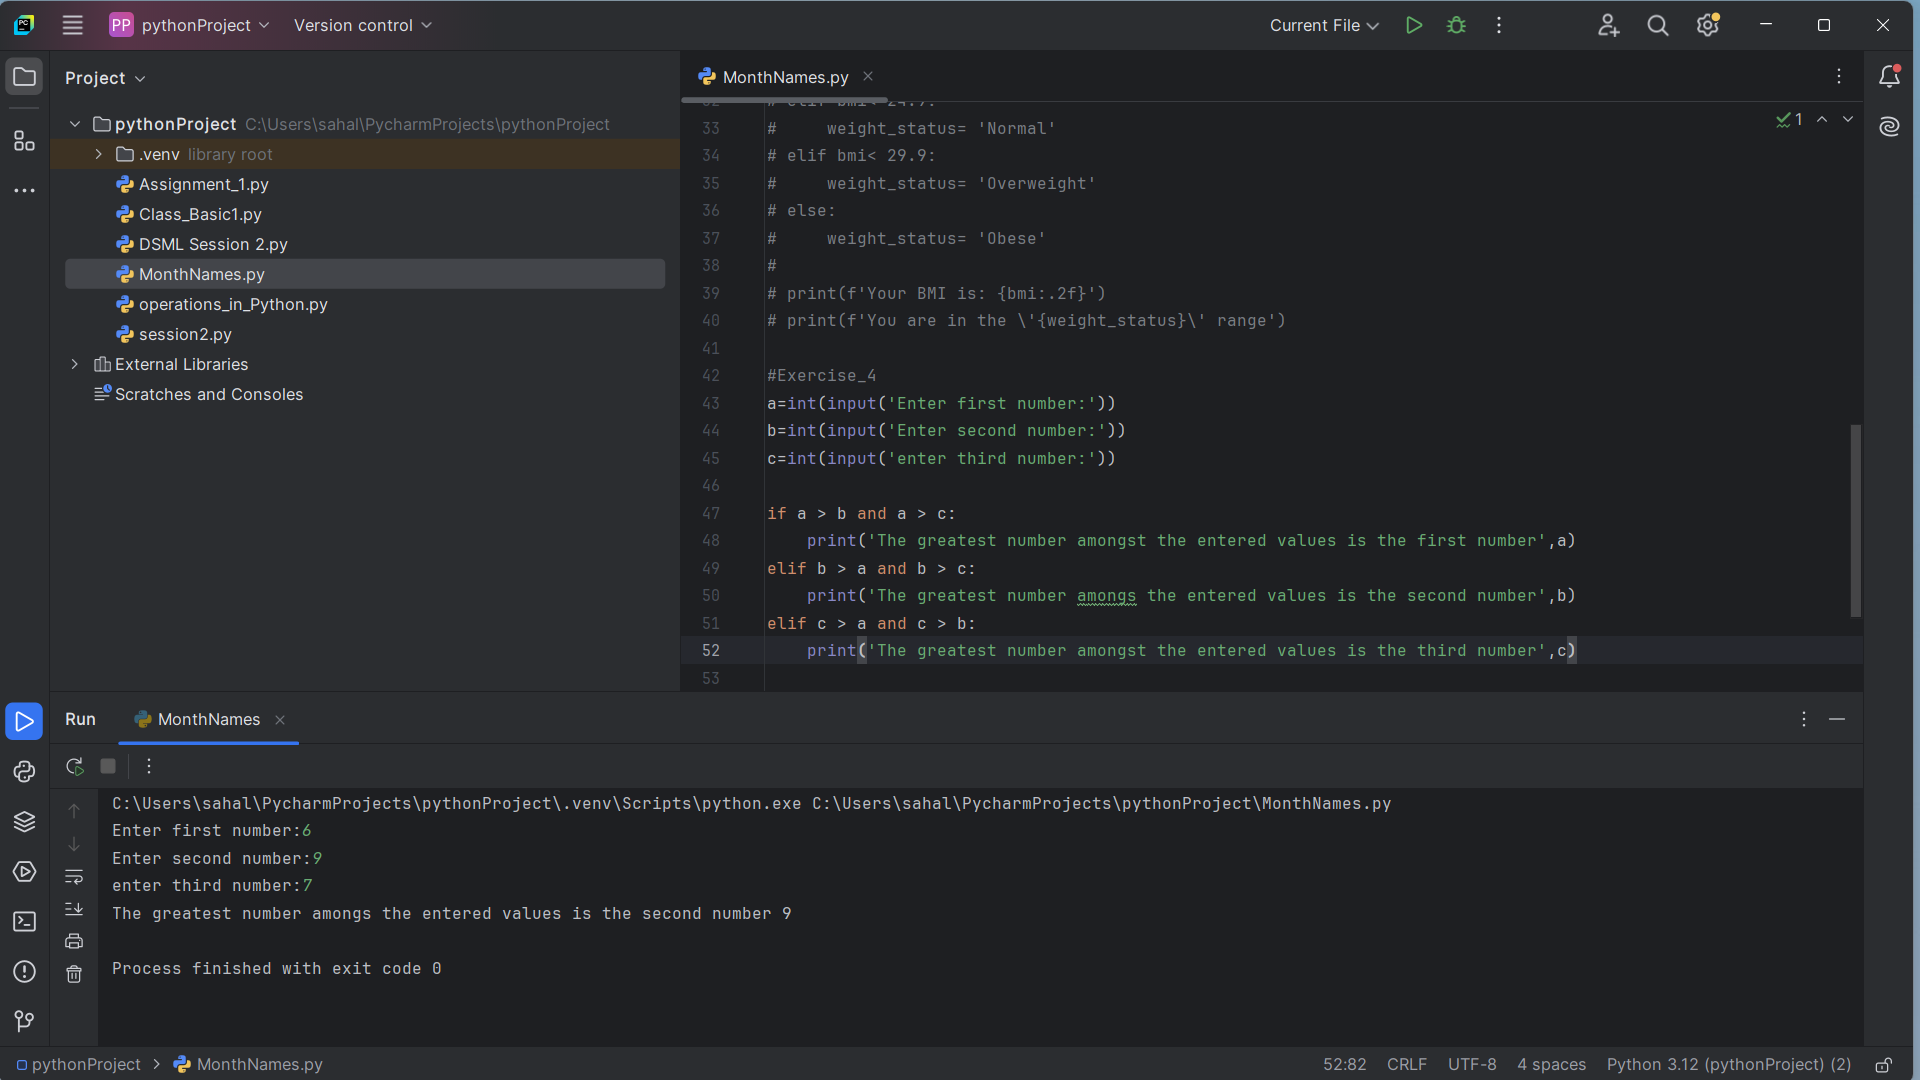 PP pythonProject Version control Current File
Project
MonthNames.py
pythonProject C:\Users\sahal\PycharmProjects\pythonProject
.venv library root
Assignment_1.py
Class_Basic1.py
DSML Session 2.py
MonthNames.py
operations_in_Python.py
session2.py
External Libraries
Scratches and Consoles
1
32 # elif bmi< 24.9:
33 #     weight_status= 'Normal'
34 # elif bmi< 29.9:
35 #     weight_status= 'Overweight'
36 # else:
37 #     weight_status= 'Obese'
38 #
39 # print(f'Your BMI is: {bmi:.2f}')
40 # print(f'You are in the \'{weight_status}\' range')
41
42 #Exercise_4
43 a=int(input('Enter first number:'))
44 b=int(input('Enter second number:'))
45 c=int(input('enter third number:'))
46
47 if a > b and a > c:
48     print('The greatest number amongst the entered values is the first number',a)
49 elif b > a and b > c:
50     print('The greatest number amongs the entered values is the second number',b)
51 elif c > a and c > b:
52     print('The greatest number amongst the entered values is the third number',c)
53
Run MonthNames
C:\Users\sahal\PycharmProjects\pythonProject\.venv\Scripts\python.exe C:\Users\sahal\PycharmProjects\pythonProject\MonthNames.py
Enter first number:6
Enter second number:9
enter third number:7
The greatest number amongs the entered values is the second number 9
Process finished with exit code 0
pythonProject > MonthNames.py 52:82 CRLF UTF-8 4 spaces Python 3.12 (pythonProject) (2)